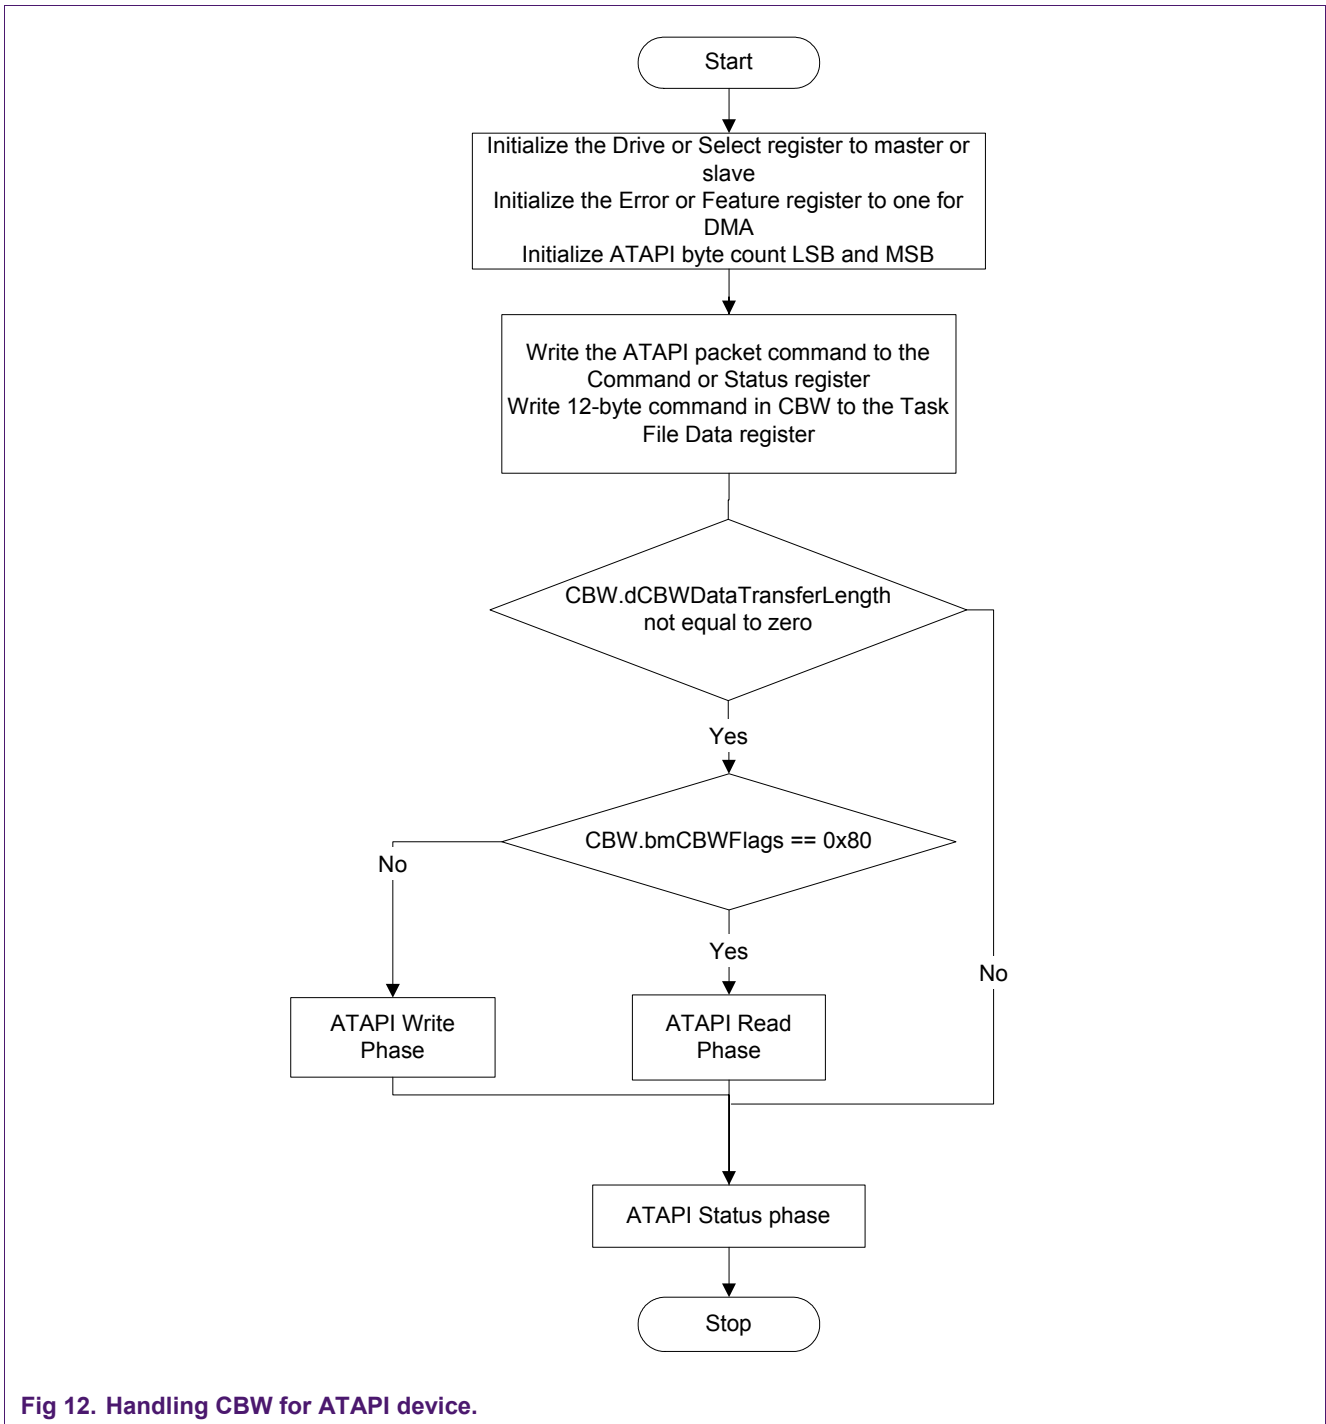 Start
Initialize the Drive or Select register to master or
slave
Initialize the Error or Feature register to one for
DMA
Initialize ATAPI byte count LSB and MSB
Write the ATAPI packet command to the
Command or Status register
Write 12-byte command in CBW to the Task
File Data register
CBW.dCBWDataTransferLength
not equal to zero
Yes
CBW.bmCBWFlags == 0x80
No
Yes
No
ATAPI Write
Phase
ATAPI Read
Phase
ATAPI Status phase
Stop
Fig 12. Handling CBW for ATAPI device.